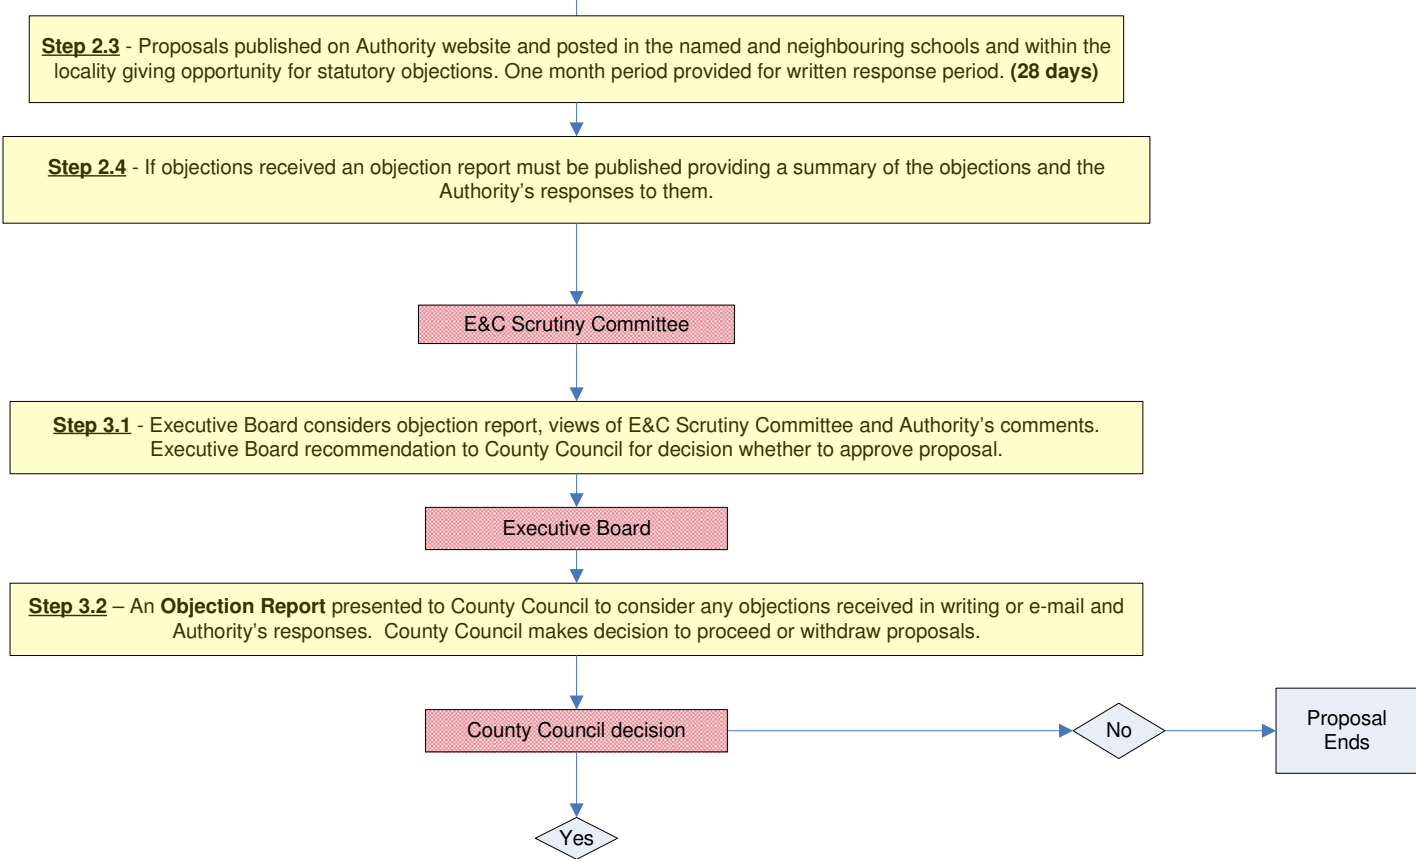 Step 2.3 - Proposals published on Authority website and posted in the named and neighbouring schools and within the
locality giving opportunity for statutory objections. One month period provided for written response period. (28 days)
Step 2.4 - If objections received an objection report must be published providing a summary of the objections and the
Authority’s responses to them.
E&C Scrutiny Committee
Step 3.1 - Executive Board considers objection report, views of E&C Scrutiny Committee and Authority’s comments.
Executive Board recommendation to County Council for decision whether to approve proposal.
Executive Board
Step 3.2 – An Objection Report presented to County Council to consider any objections received in writing or e-mail and
Authority’s responses.  County Council makes decision to proceed or withdraw proposals.
County Council decision
No
Proposal
Ends
Yes